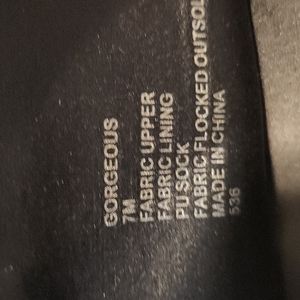 GORGEOUS
7M
FABRIC UPPER
FABRIC LINING
PU SOCK
FABRIC FLOCKED OUTSOL
MADE IN CHINA
536